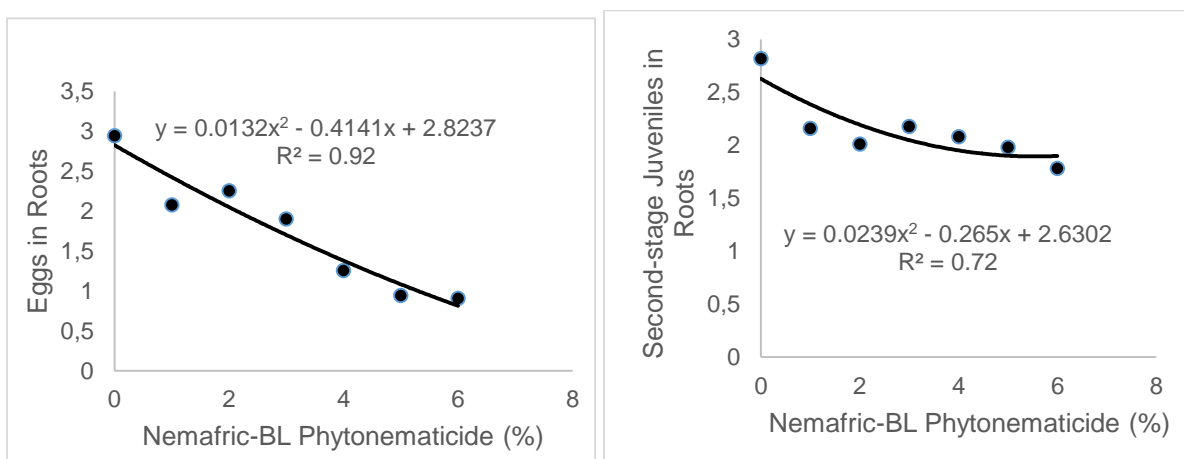 3,5
3
2,5
2
1,5
1
0,5
0
y = 0.0132x² - 0.4141x + 2.8237
R² = 0.92
Eggs in Roots
0 2 4 6 8
Nemafric-BL Phytonematicide (%)
3
2,5
2
1,5
1
0,5
0
Second-stage Juveniles in
Roots
y = 0.0239x² - 0.265x + 2.6302
R² = 0.72
0 2 4 6 8
Nemafric-BL Phytonematicide (%)